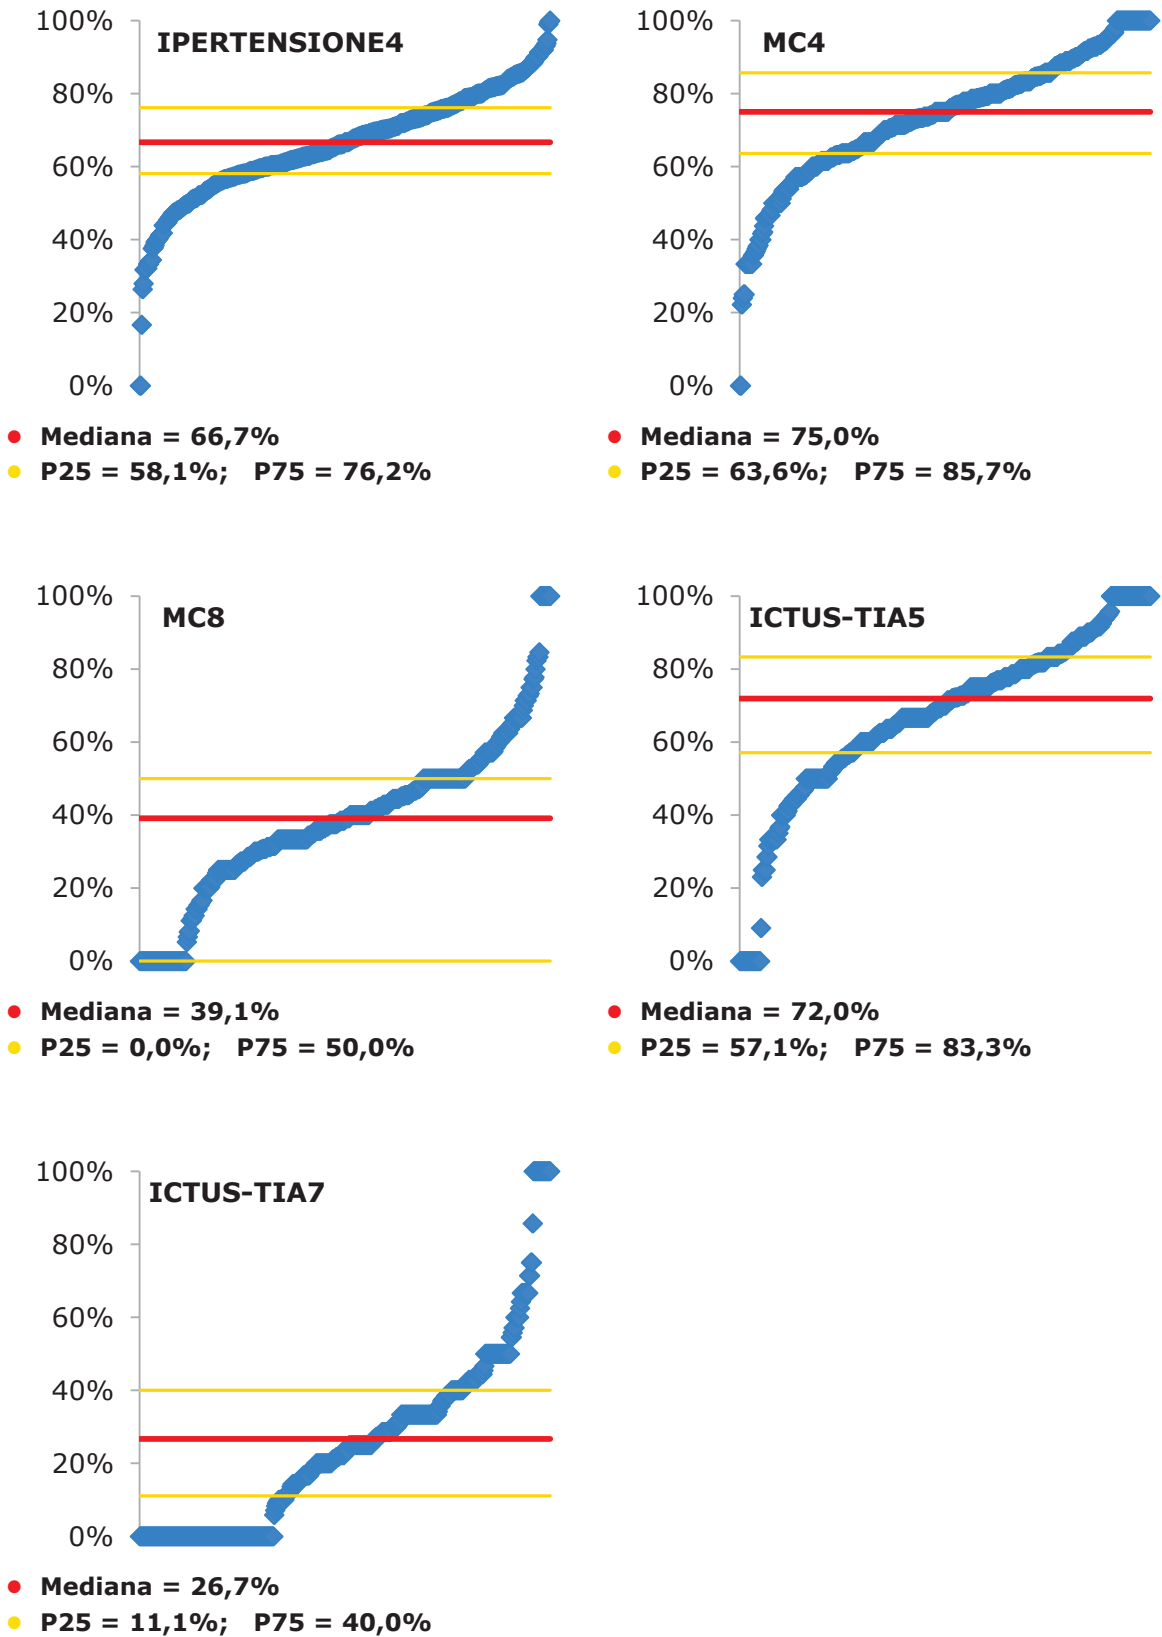 IPERTENSIONE4
100%
80%
60%
40%
20%
0%
● Mediana = 66,7%
● P25 = 58,1%; P75 = 76,2%
MC4
100%
80%
60%
40%
20%
0%
● Mediana = 75,0%
● P25 = 63,6%; P75 = 85,7%
MC8
100%
80%
60%
40%
20%
0%
● Mediana = 39,1%
● P25 = 0,0%; P75 = 50,0%
ICTUS-TIA5
100%
80%
60%
40%
20%
0%
● Mediana = 72,0%
● P25 = 57,1%; P75 = 83,3%
ICTUS-TIA7
100%
80%
60%
40%
20%
0%
● Mediana = 26,7%
● P25 = 11,1%; P75 = 40,0%